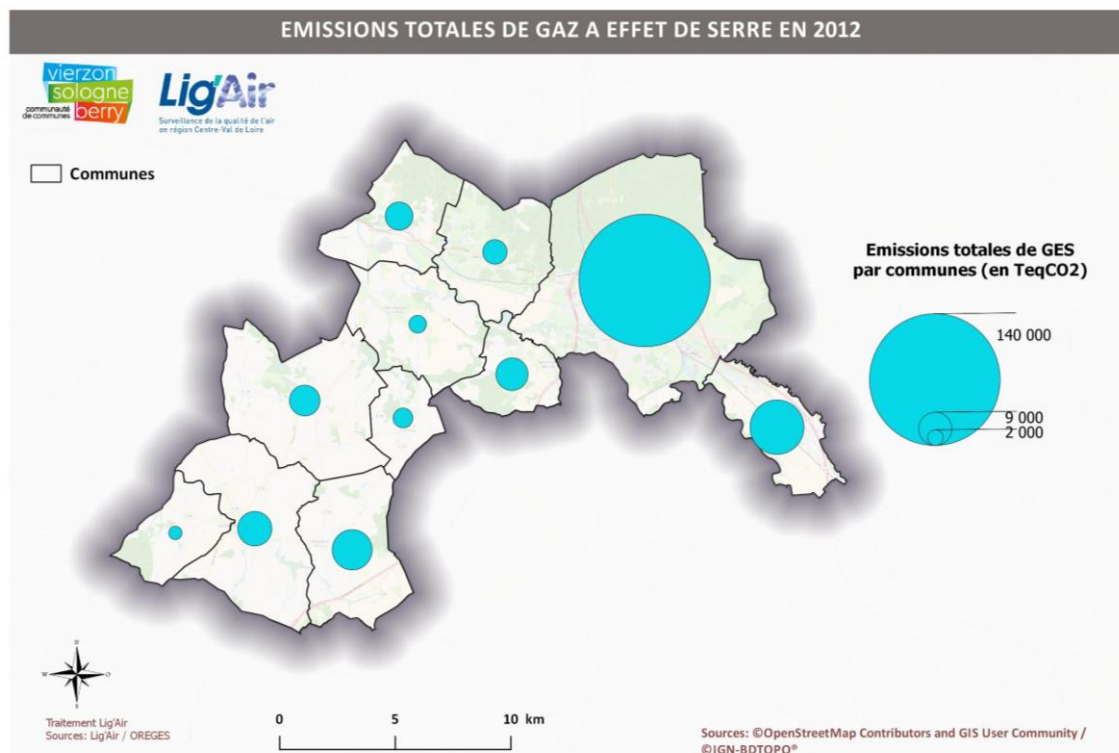 EMISSIONS TOTALES DE GAZ A EFFET DE SERRE EN 2012
vierzon
sologne
communauté
de communes
berry
Lig'Air
Surveillance de la qualité de l'air
en région Centre-Val de Loire
Communes
Emissions totales de GES
par communes (en TeqCO2)
140 000
9 000
2 000
N
W
O
S
Traitement Lig'Air
Sources: Lig'Air / OREGES
0 5 10 km
Sources: ©OpenStreetMap Contributors and GIS User Community /
©IGN-BDTOPO®